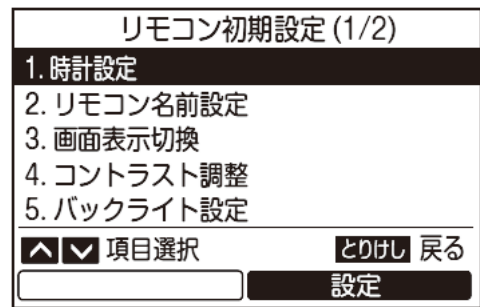 リモコン初期設定 (1/2)
1. 時計設定
2. リモコン名前設定
3. 画面表示切換
4. コントラスト調整
5. バックライト設定
項目選択 とりけし 戻る
設定